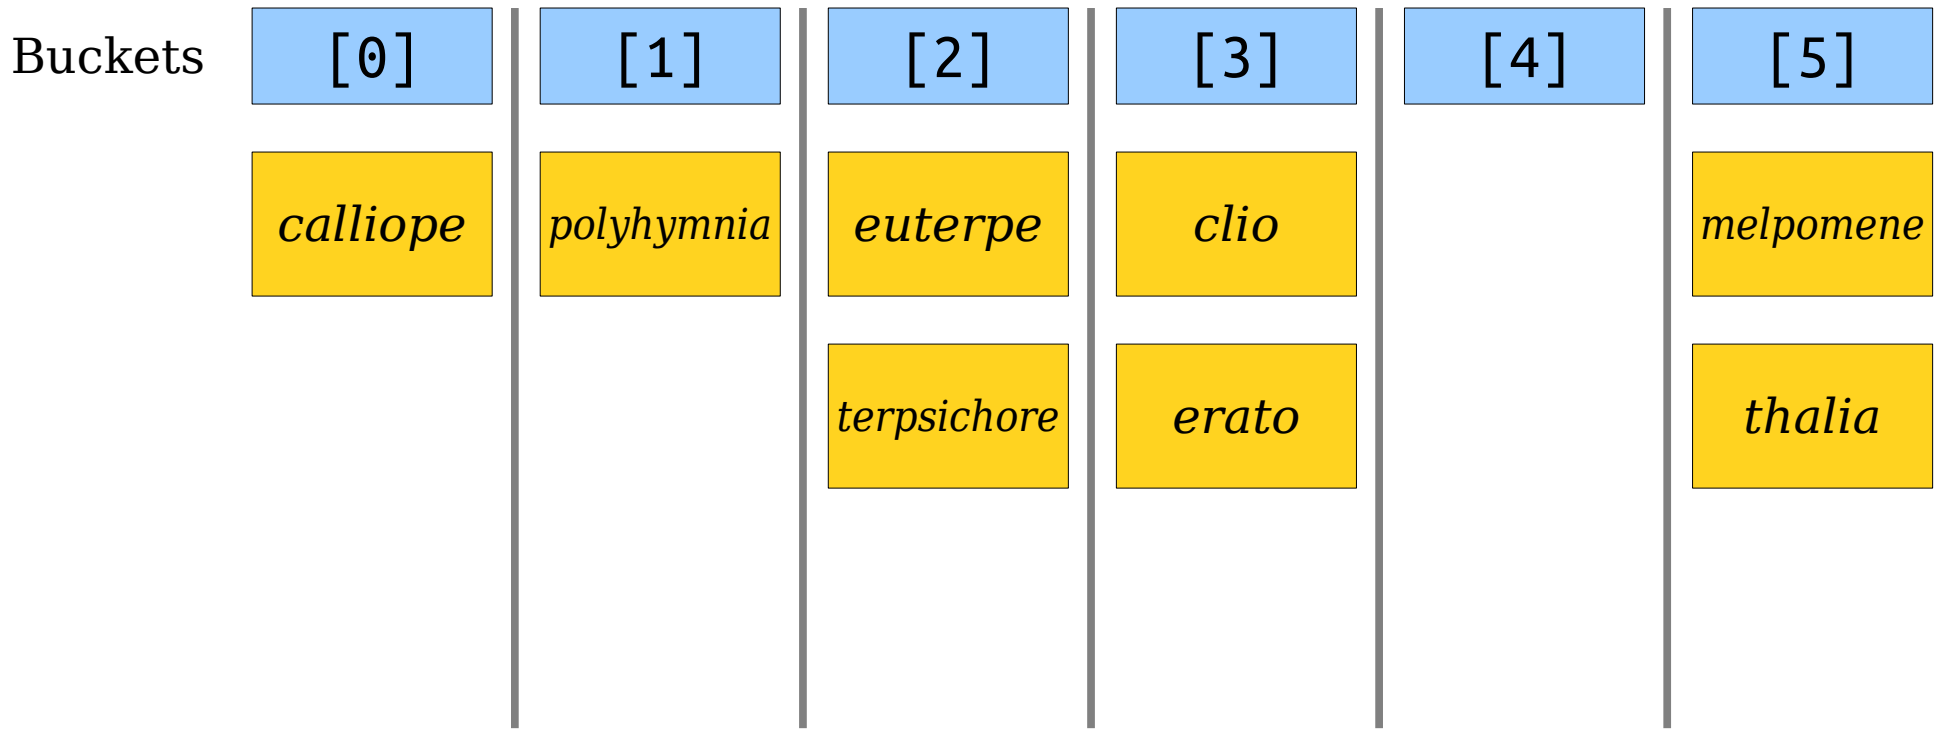 Buckets [0] [1] [2] [3] [4] [5]
calliope polyhymnia euterpe clio melpomene
terpsichore erato thalia